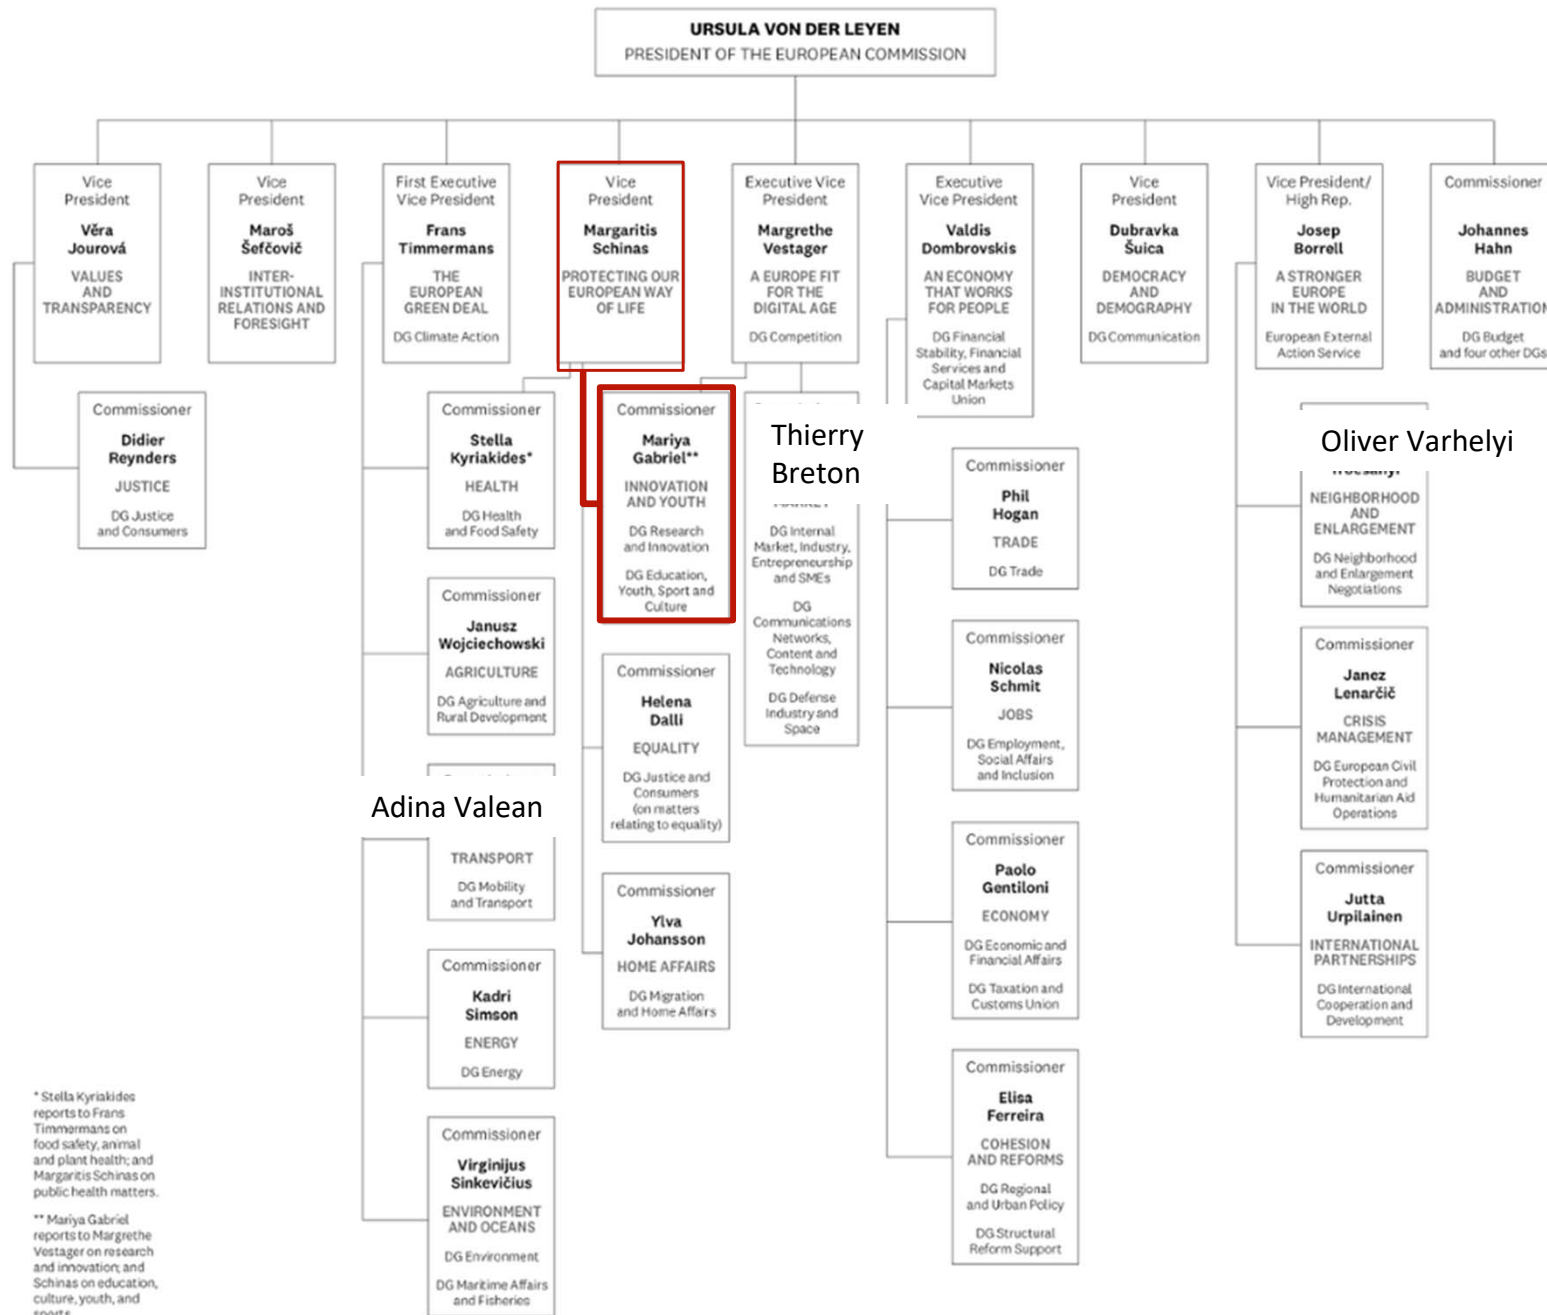 URSULA VON DER LEYEN
PRESIDENT OF THE EUROPEAN COMMISSION
Vice
President
Věra
Jourová
VALUES
AND
TRANSPARENCY
Vice
President
Maroš
Šefčovič
INTER-
INSTITUTIONAL
RELATIONS AND
FORESIGHT
First Executive
Vice President
Frans
Timmermans
THE
EUROPEAN
GREEN DEAL
DG Climate Action
Vice
President
Margaritis
Schinas
PROTECTING OUR
EUROPEAN WAY
OF LIFE
Executive Vice
President
Margrethe
Vestager
A EUROPE FIT
FOR THE
DIGITAL AGE
DG Competition
Executive
Vice President
Valdis
Dombrovskis
AN ECONOMY
THAT WORKS
FOR PEOPLE
DG Financial
Stability, Financial
Services and
Capital Markets
Union
Vice
President
Dubravka
Šuica
DEMOCRACY
AND
DEMOGRAPHY
DG Communication
Vice President/
High Rep.
Josep
Borrell
A STRONGER
EUROPE
IN THE WORLD
European External
Action Service
Commissioner
Johannes
Hahn
BUDGET
AND
ADMINISTRATION
DG Budget
and four other DGs
Commissioner
Didier
Reynders
JUSTICE
DG Justice
and Consumers
Commissioner
Stella
Kyriakides*
HEALTH
DG Health
and Food Safety
Commissioner
Janusz
Wojciechowski
AGRICULTURE
DG Agriculture and
Rural Development
Adina Valean
TRANSPORT
DG Mobility
and Transport
Commissioner
Kadri
Simson
ENERGY
DG Energy
Commissioner
Virginijus
Sinkevičius
ENVIRONMENT
AND OCEANS
DG Environment
DG Maritime Affairs
and Fisheries
Commissioner
Mariya
Gabriel**
INNOVATION
AND YOUTH
DG Research
and Innovation
DG Education,
Youth, Sport and
Culture
Commissioner
Helena
Dalli
EQUALITY
DG Justice and
Consumers
(on matters
relating to equality)
Commissioner
Ylva
Johansson
HOME AFFAIRS
DG Migration
and Home Affairs
Thierry
Breton
MARKET
DG Internal
Market, Industry,
Entrepreneurship
and SMEs
DG
Communications
Networks,
Content and
Technology
DG Defense
Industry and
Space
Commissioner
Phil
Hogan
TRADE
DG Trade
Commissioner
Nicolas
Schmit
JOBS
DG Employment,
Social Affairs
and Inclusion
Commissioner
Paolo
Gentiloni
ECONOMY
DG Economic and
Financial Affairs
DG Taxation and
Customs Union
Commissioner
Elisa
Ferreira
COHESION
AND REFORMS
DG Regional
and Urban Policy
DG Structural
Reform Support
Oliver Varhelyi
NEIGHBORHOOD
AND
ENLARGEMENT
DG Neighborhood
and Enlargement
Negotiations
Commissioner
Janez
Lenarčič
CRISIS
MANAGEMENT
DG European Civil
Protection and
Humanitarian Aid
Operations
Commissioner
Jutta
Urpilainen
INTERNATIONAL
PARTNERSHIPS
DG International
Cooperation and
Development
* Stella Kyriakides
reports to Frans
Timmermans on
food safety, animal
and plant health; and
Margaritis Schinas on
public health matters.
** Mariya Gabriel
reports to Margrethe
Vestager on research
and innovation; and
Schinas on education,
culture, youth, and
sports